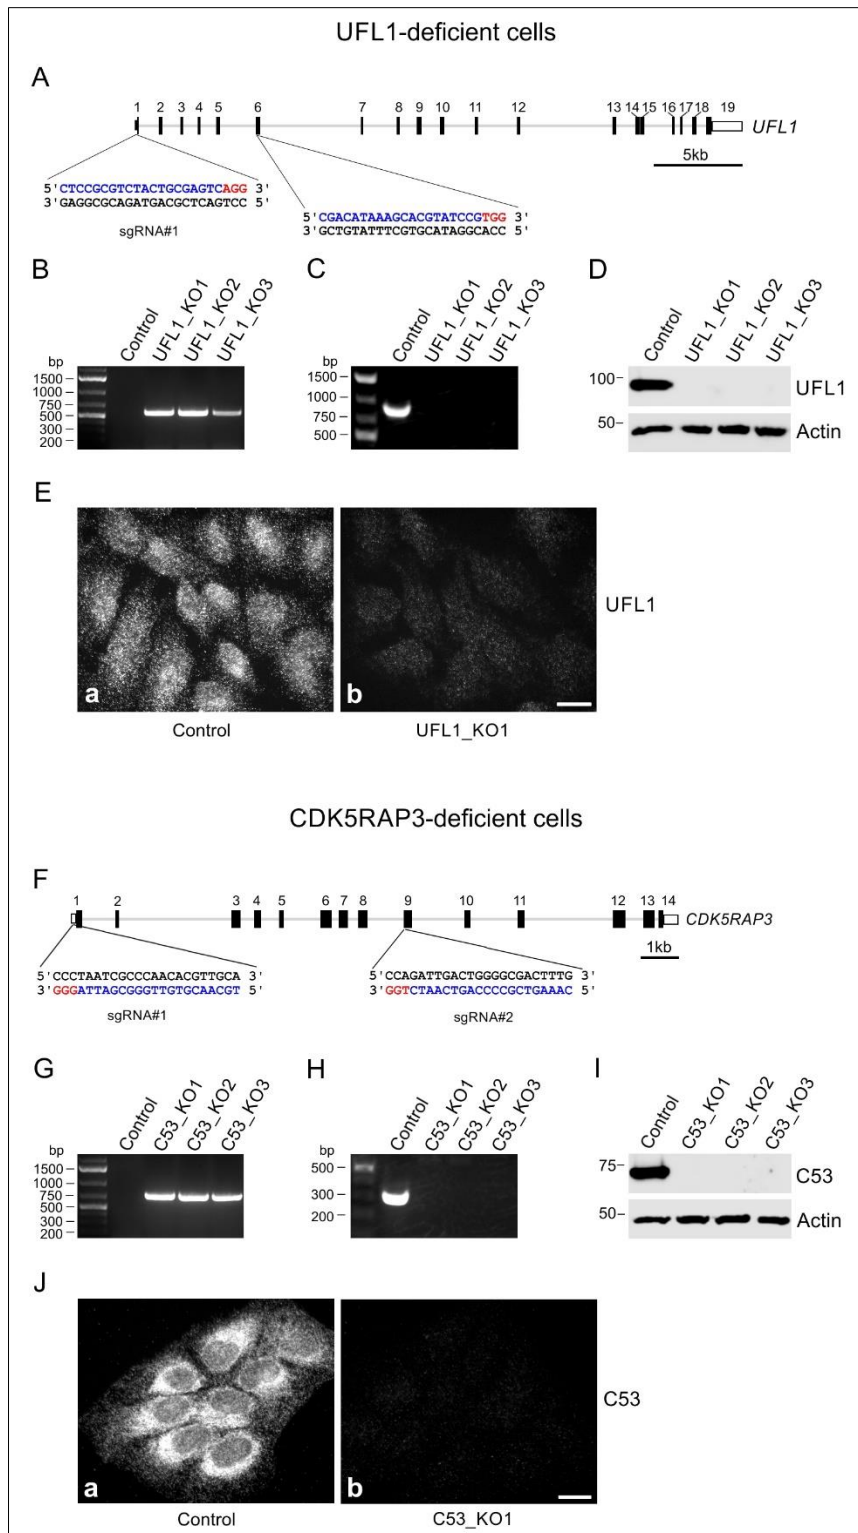 UFL1-deficient cells
A
1 2 3 4 5 6 7 8 9 10 11 12 13 14 15 16 17 18 19
UFL1
5kb
5'CTCCGCGTCTACTGCGAGTCAGG 3'
3'GAGGCGCAGATGACGCTCAGTCC 5'
sgRNA#1
5'CGACATAAAGCACGTATCCGTGG 3'
3'GCTGTATTTCGTGCATAGGCACC 5'
B
Control UFL1_KO1 UFL1_KO2 UFL1_KO3
bp
1500
1000
750
500
300
200
C
Control UFL1_KO1 UFL1_KO2 UFL1_KO3
bp
1500
1000
750
500
D
Control UFL1_KO1 UFL1_KO2 UFL1_KO3
100
UFL1
50
Actin
E
a
b
UFL1
Control
UFL1_KO1
CDK5RAP3-deficient cells
F
1 2 3 4 5 6 7 8 9 10 11 12 13 14
CDK5RAP3
1kb
5'CCCTAATCGCCCAACACGTTGCA 3'
3'GGGATTAGCGGGTTGTGCAACGT 5'
sgRNA#1
5'CCAGATTGACTGGGGCGACTTTG 3'
3'GGTCTAACTGACCCCGCTGAAAC 5'
sgRNA#2
G
Control C53_KO1 C53_KO2 C53_KO3
bp
1500
1000
750
500
300
200
H
Control C53_KO1 C53_KO2 C53_KO3
bp
500
300
200
I
Control C53_KO1 C53_KO2 C53_KO3
75
C53
50
Actin
J
a
b
C53
Control
C53_KO1